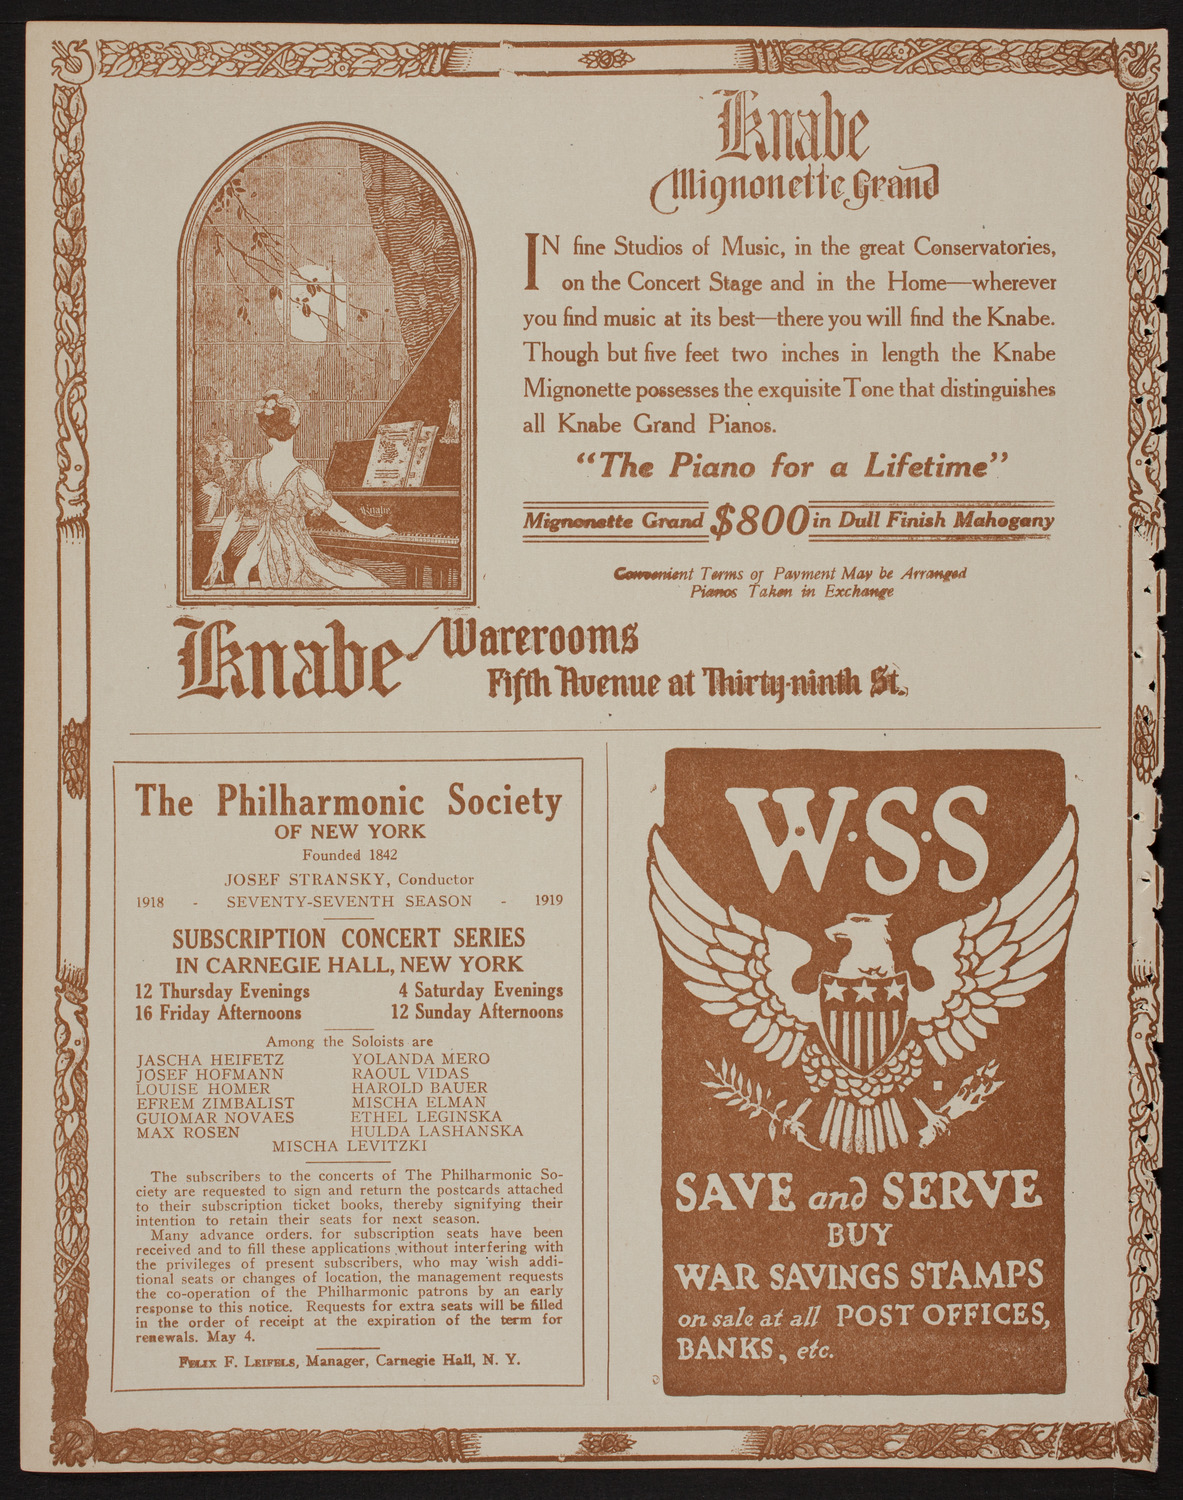 Knabe
Mignonette Grand
IN fine Studios of Music, in the great Conservatories,
on the Concert Stage and in the Home—wherever
you find music at its best—there you will find the Knabe.
Though but five feet two inches in length the Knabe
Mignonette possesses the exquisite Tone that distinguishes
all Knabe Grand Pianos.
“The Piano for a Lifetime”
Mignonette Grand $800 in Dull Finish Mahogany
Convenient Terms of Payment May be Arranged
Pianos Taken in Exchange
Knabe
Knabe Warerooms
Fifth Avenue at Thirty-ninth St.
The Philharmonic Society
OF NEW YORK
Founded 1842
JOSEF STRANSKY, Conductor
1918 - SEVENTY-SEVENTH SEASON - 1919
SUBSCRIPTION CONCERT SERIES
IN CARNEGIE HALL, NEW YORK
12 Thursday Evenings 4 Saturday Evenings
16 Friday Afternoons 12 Sunday Afternoons
Among the Soloists are
JASCHA HEIFETZ YOLANDA MERO
JOSEF HOFMANN RAOUL VIDAS
LOUISE HOMER HAROLD BAUER
EFREM ZIMBALIST MISCHA ELMAN
GUIOMAR NOVAES ETHEL LEGINSKA
MAX ROSEN HULDA LASHANSKA
MISCHA LEVITZKI
The subscribers to the concerts of The Philharmonic So-
ciety are requested to sign and return the postcards attached
to their subscription ticket books, thereby signifying their
intention to retain their seats for next season.
Many advance orders. for subscription seats have been
received and to fill these applications without interfering with
the privileges of present subscribers, who may wish addi-
tional seats or changes of location, the management requests
the co-operation of the Philharmonic patrons by an early
response to this notice. Requests for extra seats will be filled
in the order of receipt at the expiration of the term for
renewals. May 4.
FELIX F. LEIFELS, Manager, Carnegie Hall, N. Y.
W·S·S
SAVE and SERVE
BUY
WAR SAVINGS STAMPS
on sale at all POST OFFICES,
BANKS, etc.